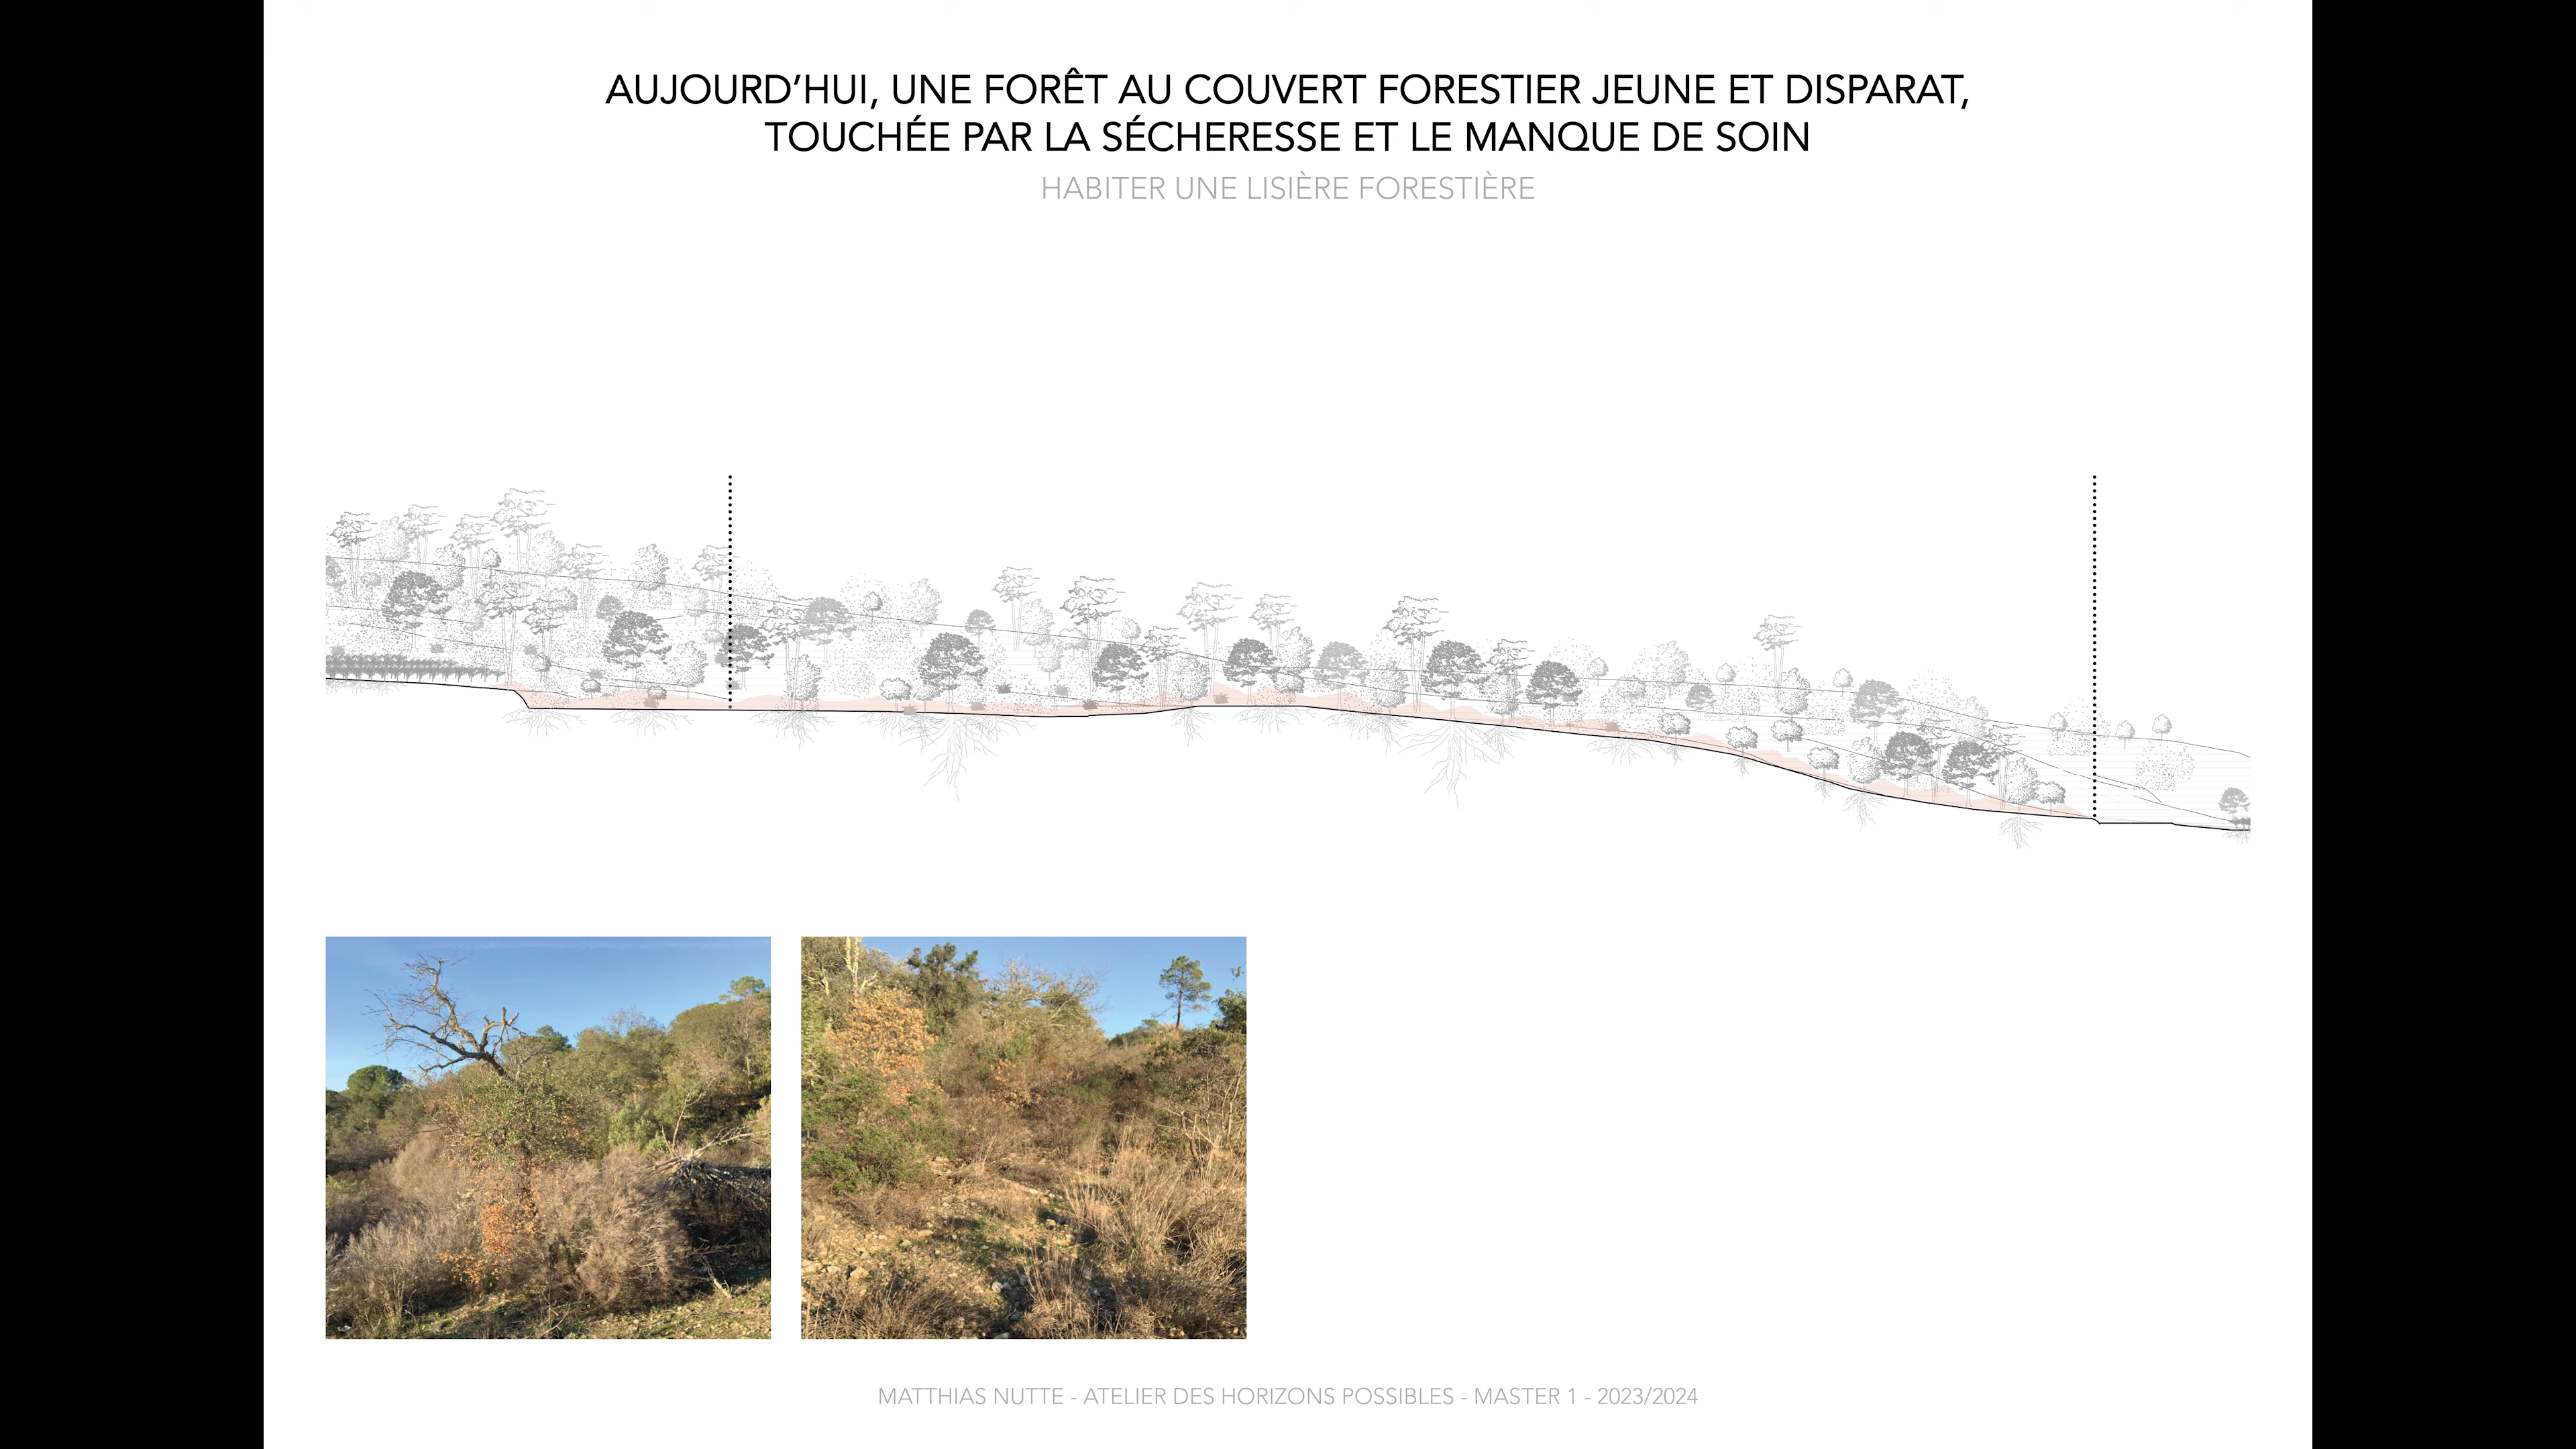 AUJOURD’HUI, UNE FORÊT AU COUVERT FORESTIER JEUNE ET DISPARAT,
TOUCHÉE PAR LA SÉCHERESSE ET LE MANQUE DE SOIN
HABITER UNE LISIÈRE FORESTIÈRE
MATTHIAS NUTTE - ATELIER DES HORIZONS POSSIBLES - MASTER 1 - 2023/2024